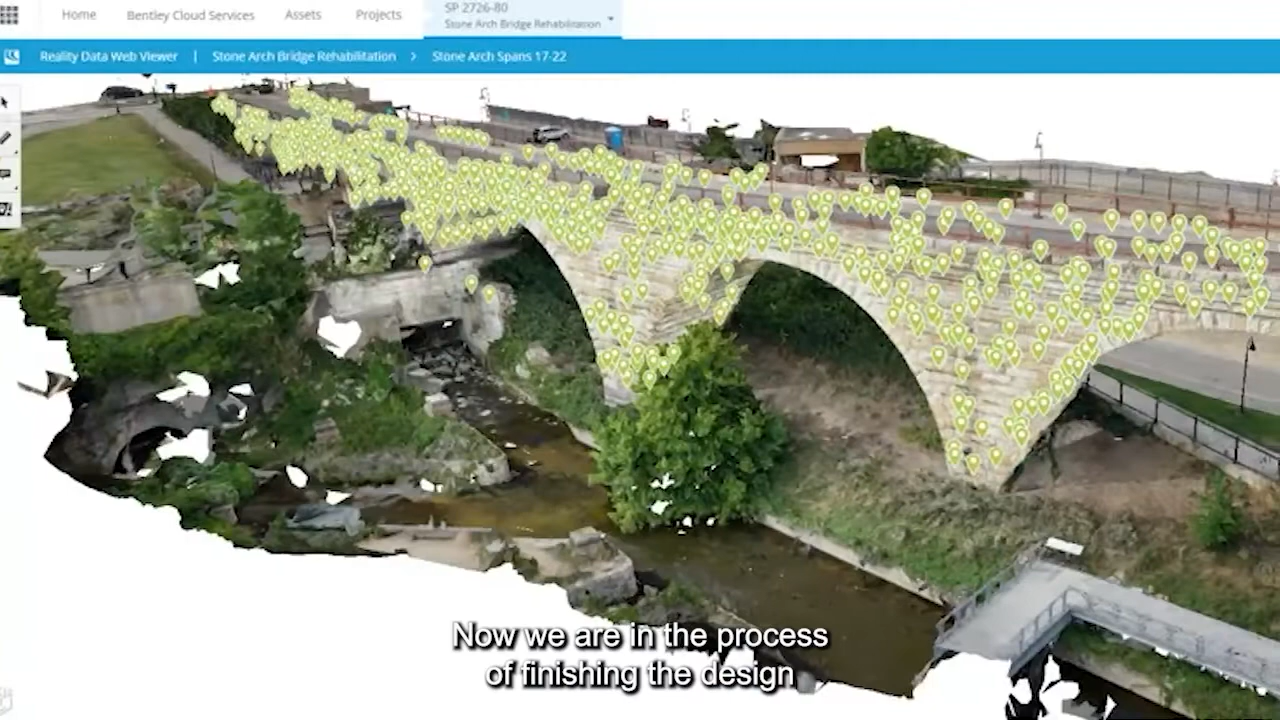 Home Bentley Cloud Services Assets Projects
SP 2726-80
Stone Arch Bridge Rehabilitation
Reality Data Web Viewer | Stone Arch Bridge Rehabilitation > Stone Arch Spans 17-22
Now we are in the process
of finishing the design